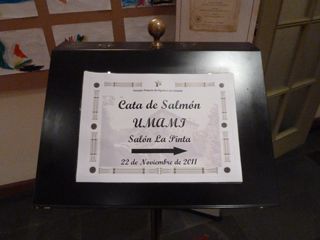 Cata de Salmón
UMAMI
Salón La Pinta
22 de Noviembre de 2011